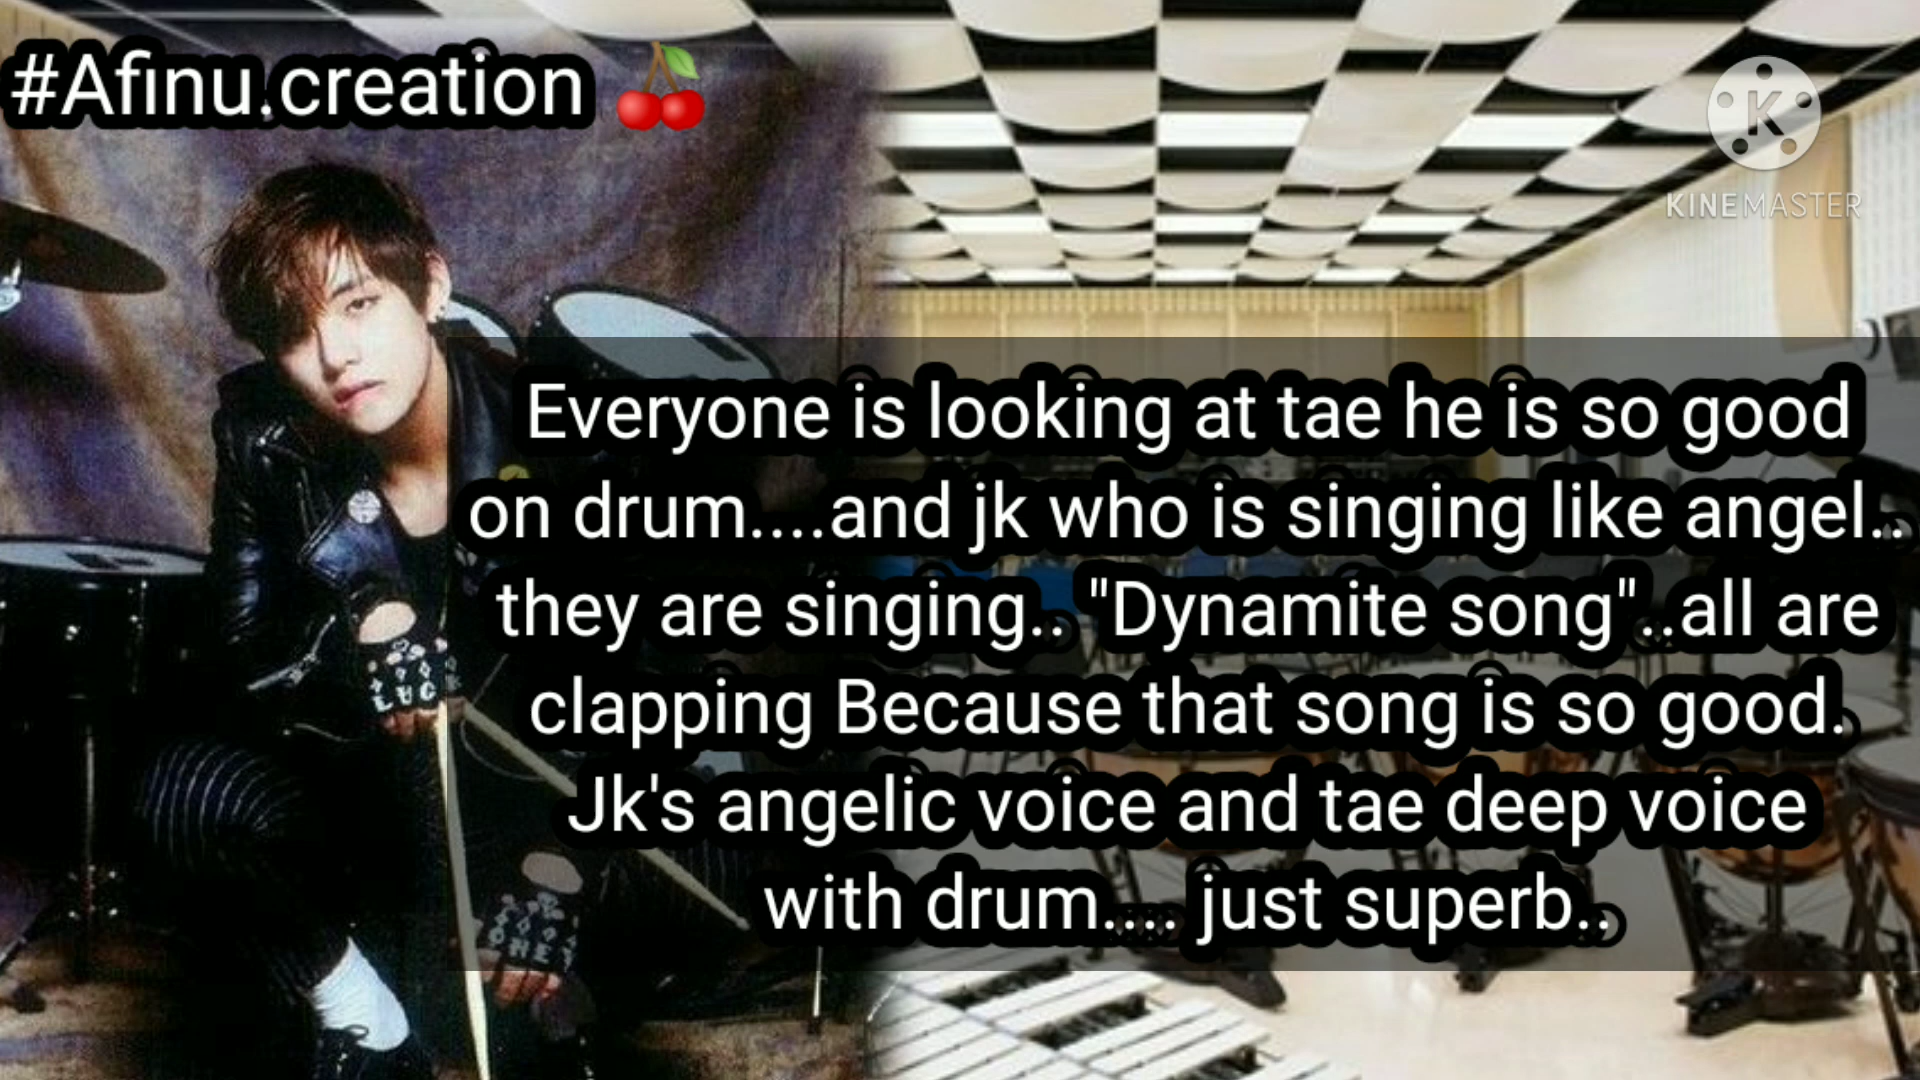 #Afinu.creation 🍒
KINEMASTER
Everyone is looking at tae he is so good
on drum....and jk who is singing like angel..
they are singing.. "Dynamite song"..all are
clapping Because that song is so good.
Jk's angelic voice and tae deep voice
with drum.... just superb..
LUCK